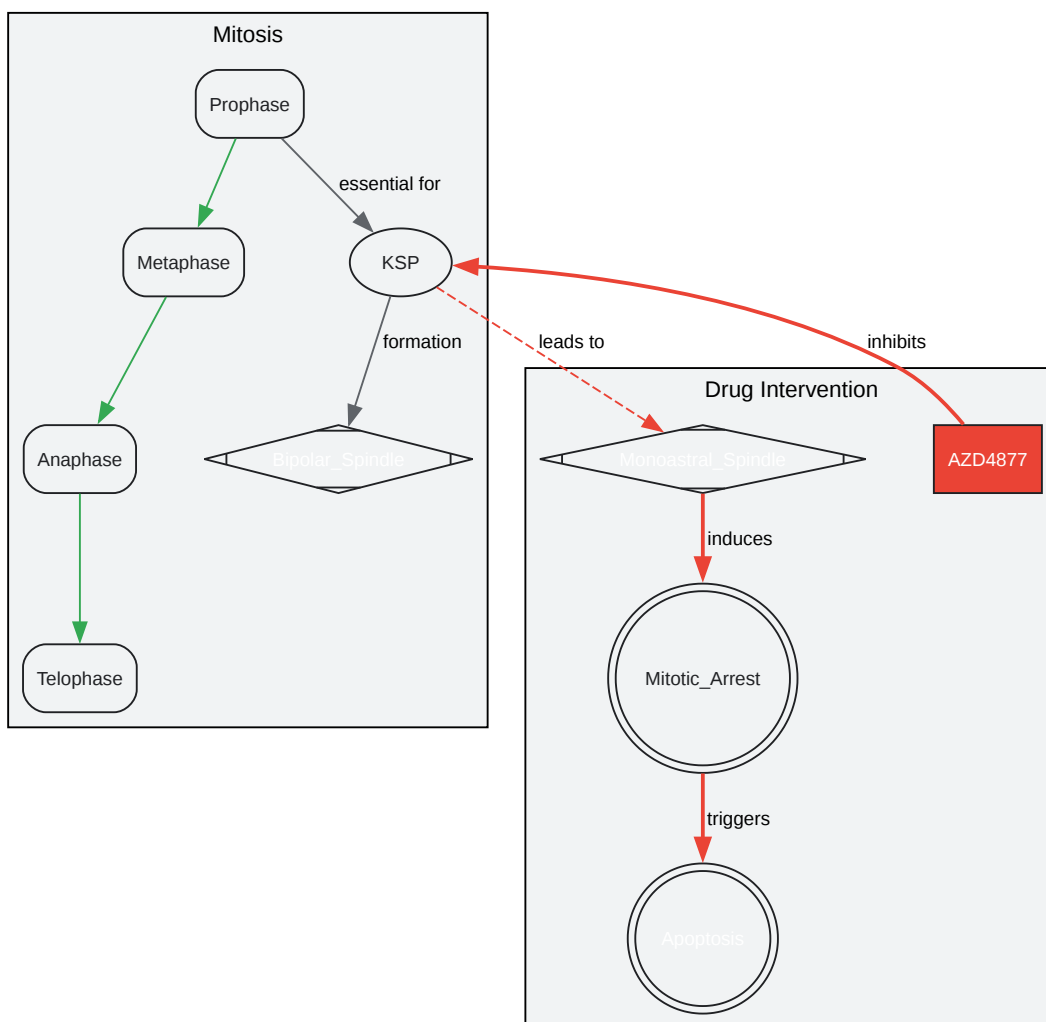 Mitosis
Prophase
essential for
Metaphase
KSP
formation
leads to
inhibits
Drug Intervention
Anaphase
Bipolar_Spindle
Monoastral_Spindle
AZD4877
induces
Telophase
Mitotic_Arrest
triggers
Apoptosis